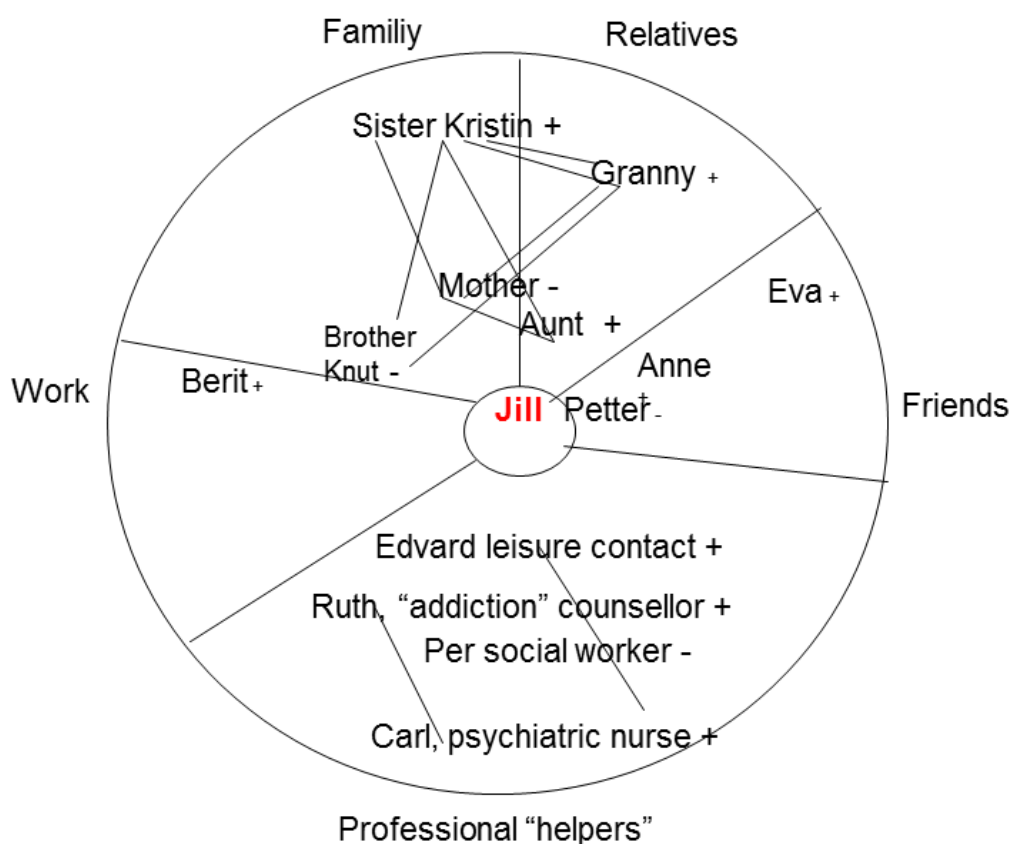 Familiy
Relatives
Sister Kristin +
Granny +
Mother -
Eva +
Aunt +
Brother
Knut -
Anne
+
Work
Berit +
Jill
Petter -
Friends
Edvard leisure contact +
Ruth, “addiction” counsellor +
Per social worker -
Carl, psychiatric nurse +
Professional “helpers”